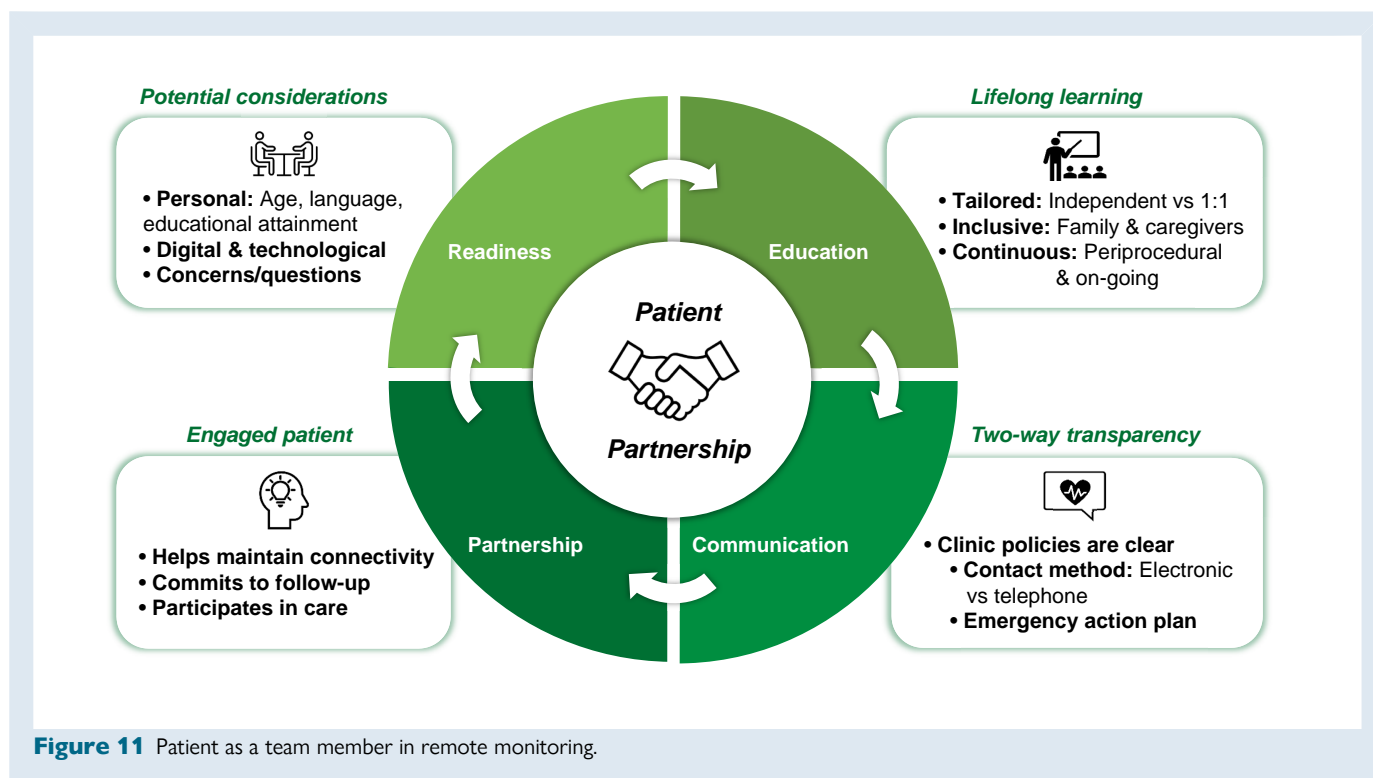 Potential considerations
• Personal: Age, language,
educational attainment
• Digital & technological
• Concerns/questions
Lifelong learning
• Tailored: Independent vs 1:1
• Inclusive: Family & caregivers
• Continuous: Periprocedural
& on-going
Readiness
Education
Patient
Partnership
Partnership
Communication
Engaged patient
• Helps maintain connectivity
• Commits to follow-up
• Participates in care
Two-way transparency
• Clinic policies are clear
• Contact method: Electronic
vs telephone
• Emergency action plan
Figure 11 Patient as a team member in remote monitoring.